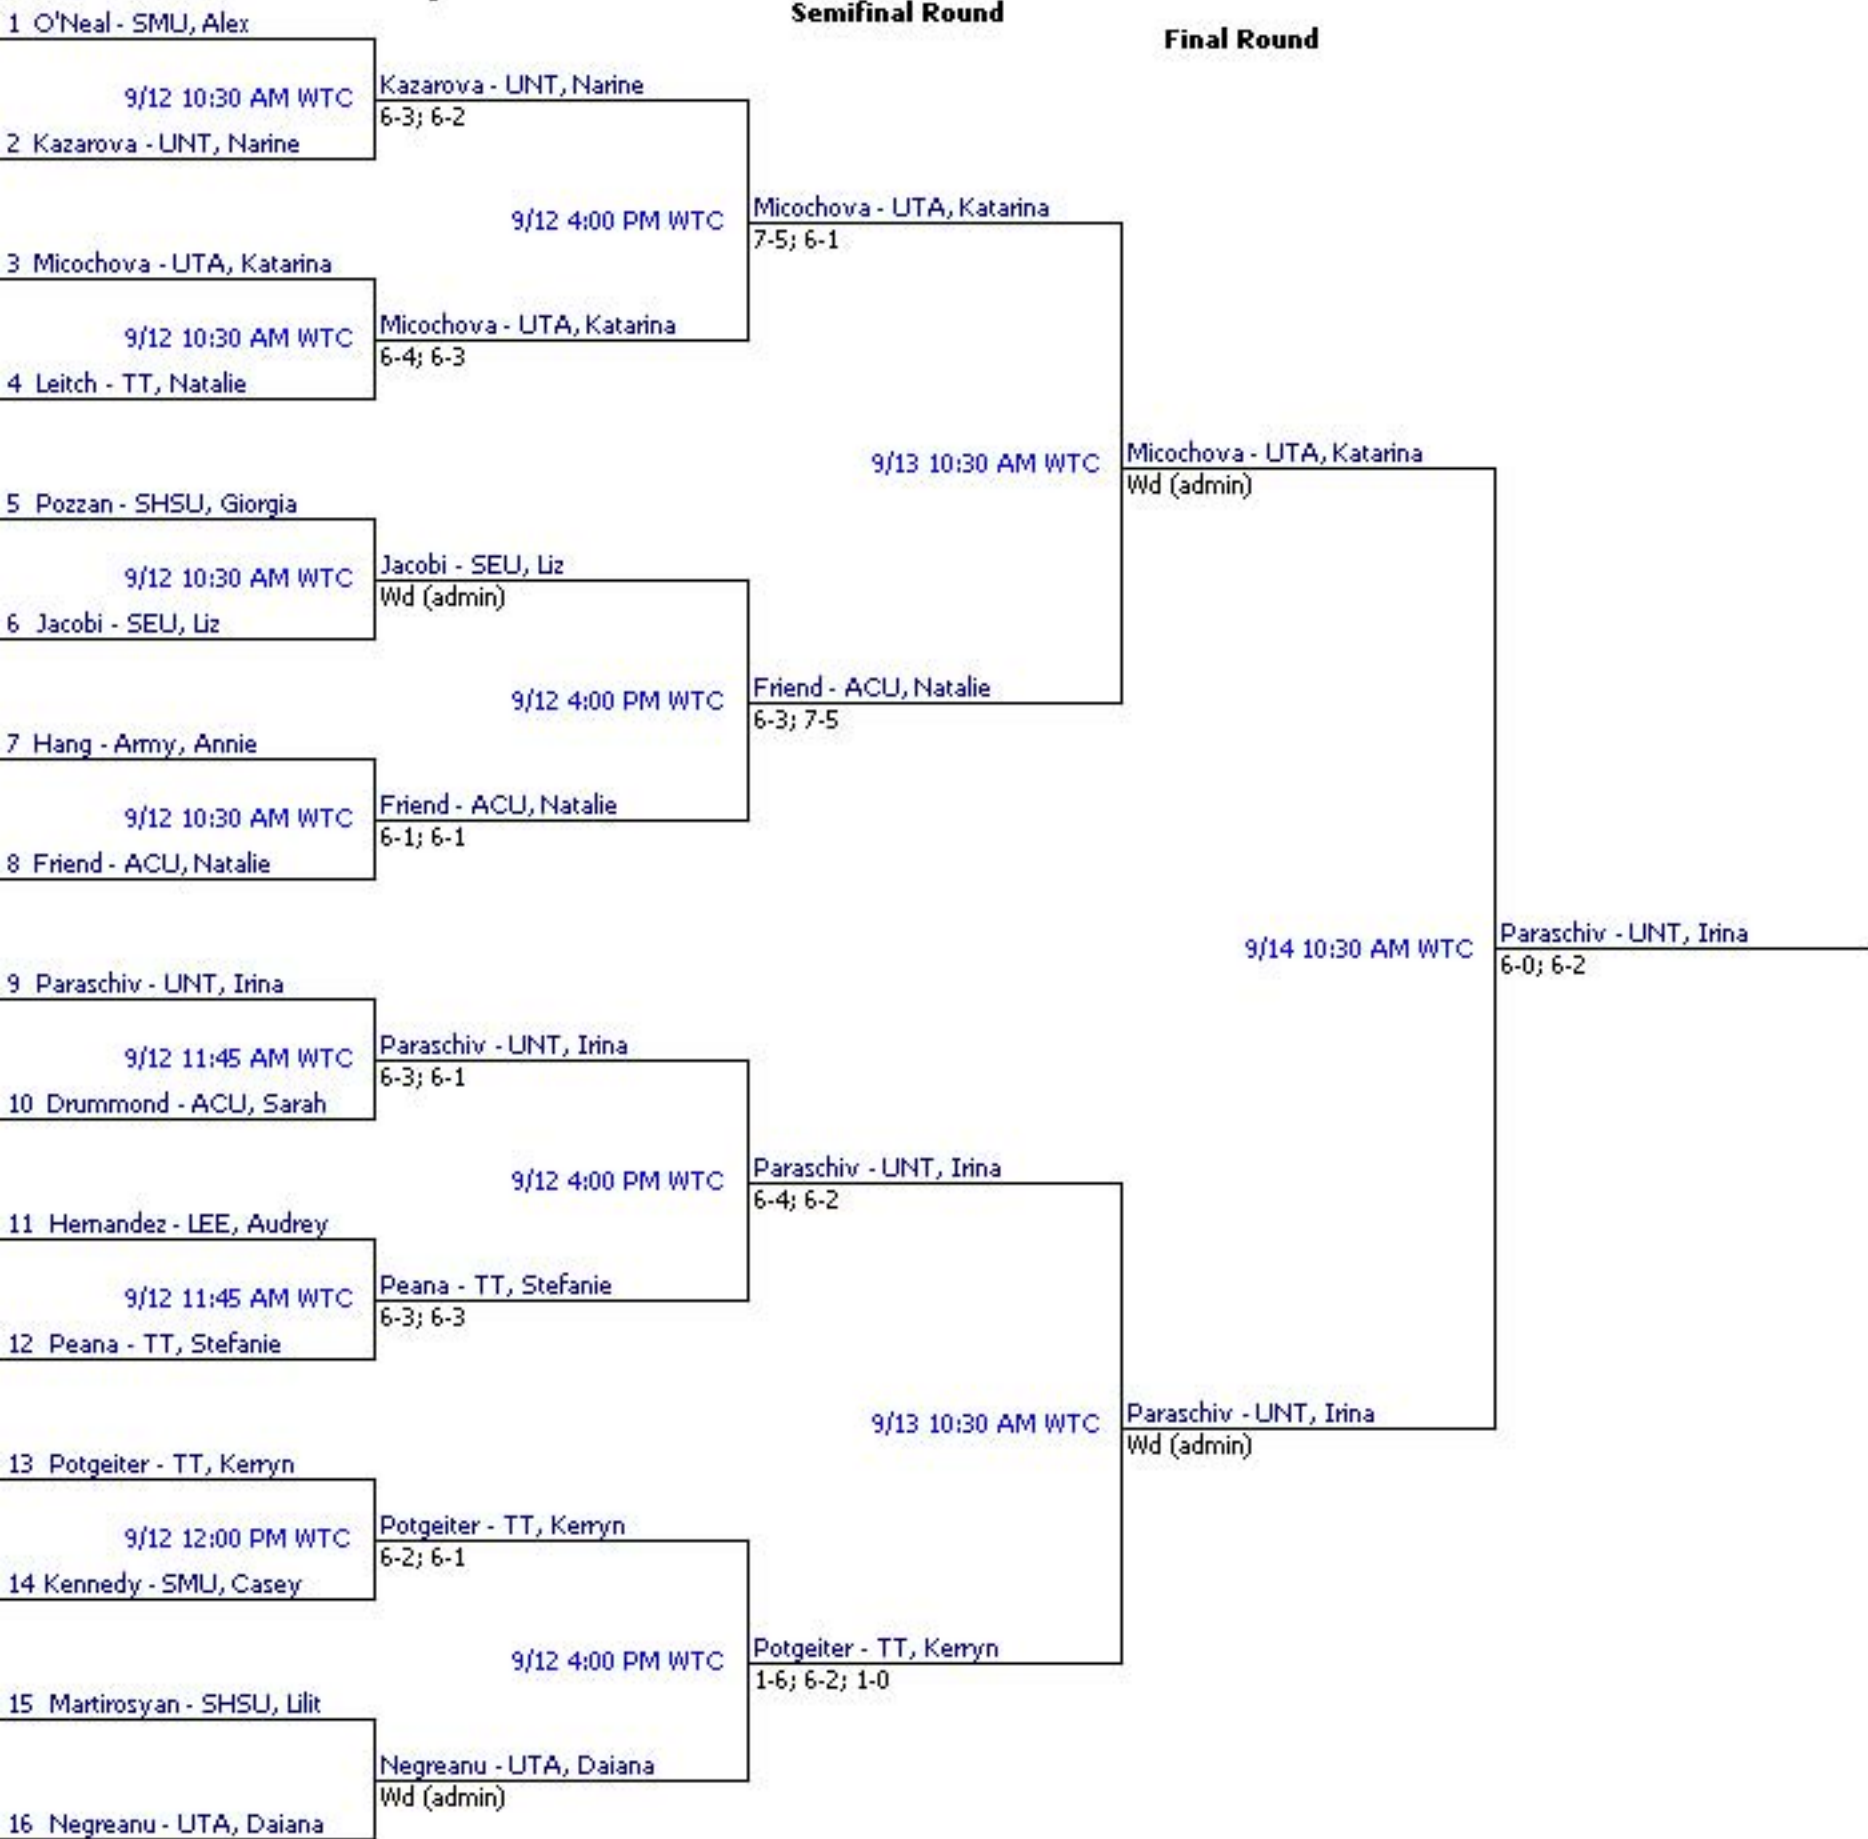 Semifinal Round
Final Round
1 O'Neal - SMU, Alex
9/12 10:30 AM WTC
2 Kazarova - UNT, Narine
3 Micochova - UTA, Katarina
9/12 10:30 AM WTC
4 Leitch - TT, Natalie
5 Pozzan - SHSU, Giorgia
9/12 10:30 AM WTC
6 Jacobi - SEU, Liz
7 Hang - Army, Annie
9/12 10:30 AM WTC
8 Friend - ACU, Natalie
9 Paraschiv - UNT, Irina
9/12 11:45 AM WTC
10 Drummond - ACU, Sarah
11 Hernandez - LEE, Audrey
9/12 11:45 AM WTC
12 Peana - TT, Stefanie
13 Potgeiter - TT, Kerryn
9/12 12:00 PM WTC
14 Kennedy - SMU, Casey
15 Martirosyan - SHSU, Lilit
16 Negreanu - UTA, Daiana
Kazarova - UNT, Narine
6-3; 6-2
9/12 4:00 PM WTC
Micochova - UTA, Katarina
6-4; 6-3
Jacobi - SEU, Liz
Wd (admin)
9/12 4:00 PM WTC
Friend - ACU, Natalie
6-1; 6-1
Paraschiv - UNT, Irina
6-3; 6-1
9/12 4:00 PM WTC
Peana - TT, Stefanie
6-3; 6-3
Potgeiter - TT, Kerryn
6-2; 6-1
9/12 4:00 PM WTC
Negreanu - UTA, Daiana
Wd (admin)
Micochova - UTA, Katarina
7-5; 6-1
9/13 10:30 AM WTC
Friend - ACU, Natalie
6-3; 7-5
Paraschiv - UNT, Irina
6-4; 6-2
9/13 10:30 AM WTC
Potgeiter - TT, Kerryn
1-6; 6-2; 1-0
Micochova - UTA, Katarina
Wd (admin)
9/14 10:30 AM WTC
Paraschiv - UNT, Irina
Wd (admin)
Paraschiv - UNT, Irina
6-0; 6-2